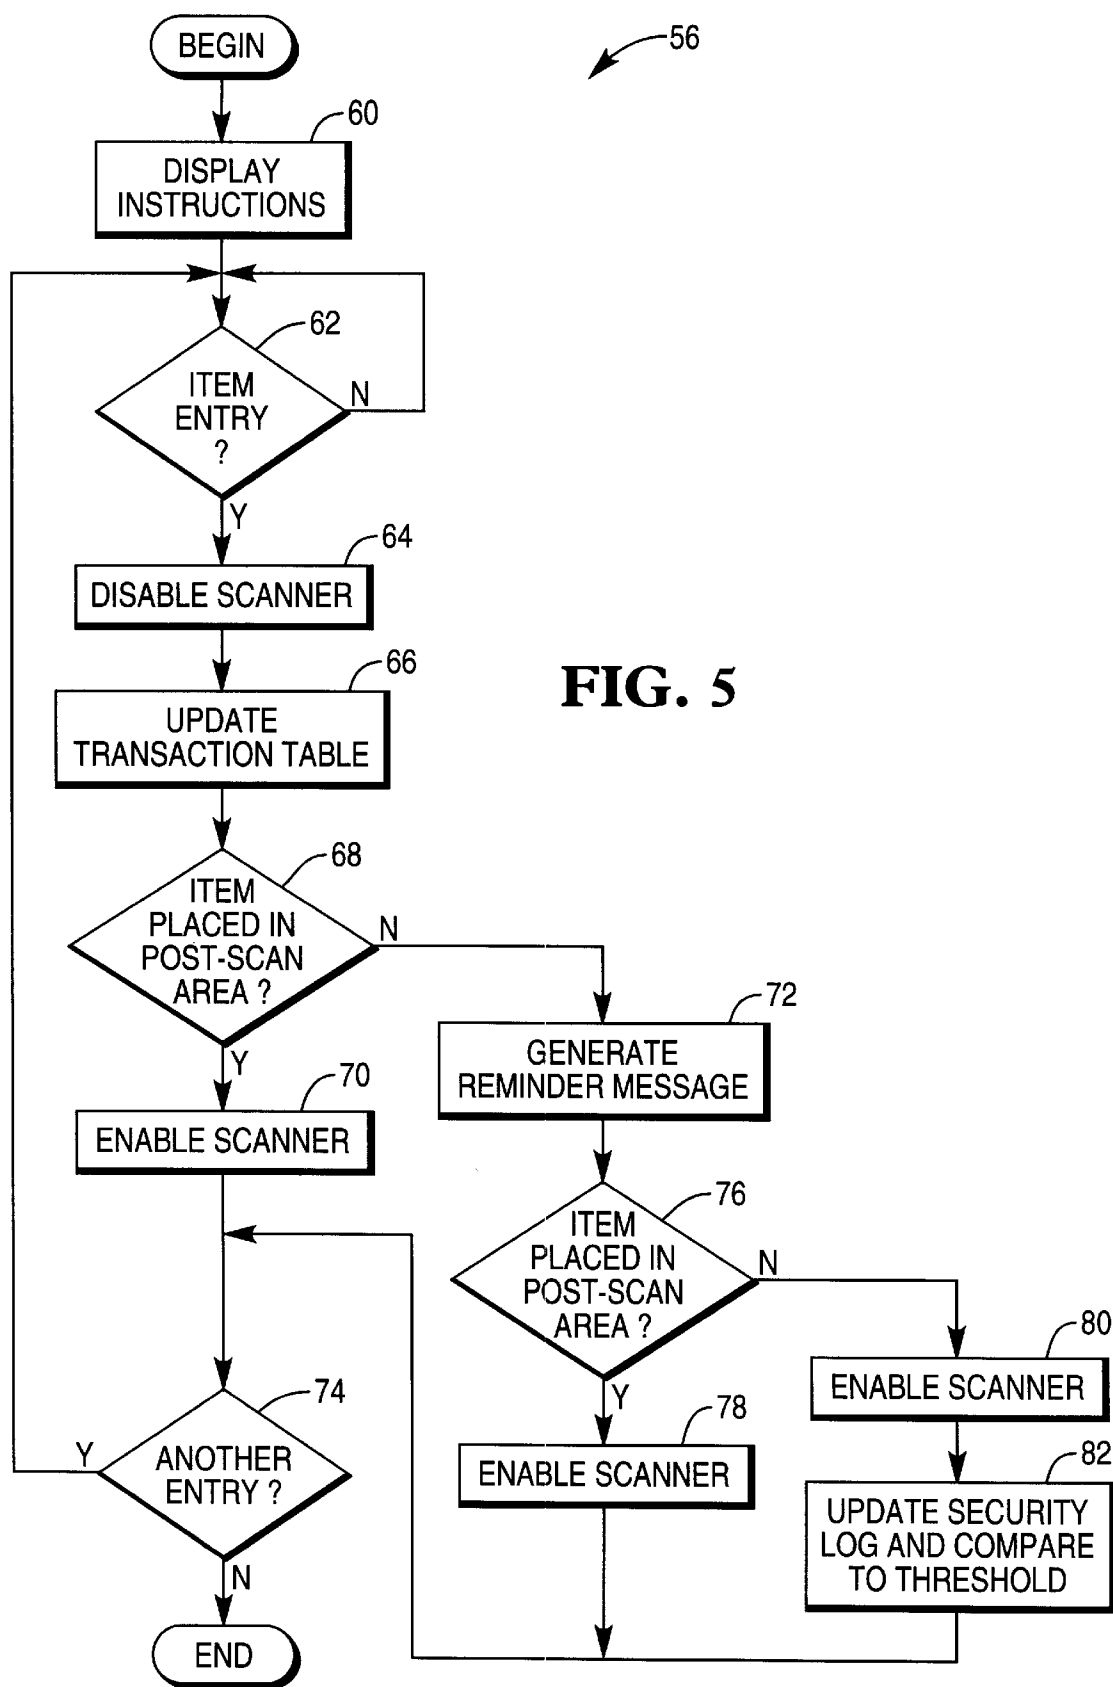 BEGIN
56
60
DISPLAY
INSTRUCTIONS
62
ITEM
ENTRY
?
N
Y
64
DISABLE SCANNER
66
UPDATE
TRANSACTION TABLE
FIG. 5
68
ITEM
PLACED IN
POST-SCAN
AREA ?
N
Y
70
ENABLE SCANNER
72
GENERATE
REMINDER MESSAGE
76
ITEM
PLACED IN
POST-SCAN
AREA ?
N
Y
78
ENABLE SCANNER
80
ENABLE SCANNER
82
UPDATE SECURITY
LOG AND COMPARE
TO THRESHOLD
74
ANOTHER
ENTRY ?
Y
N
END